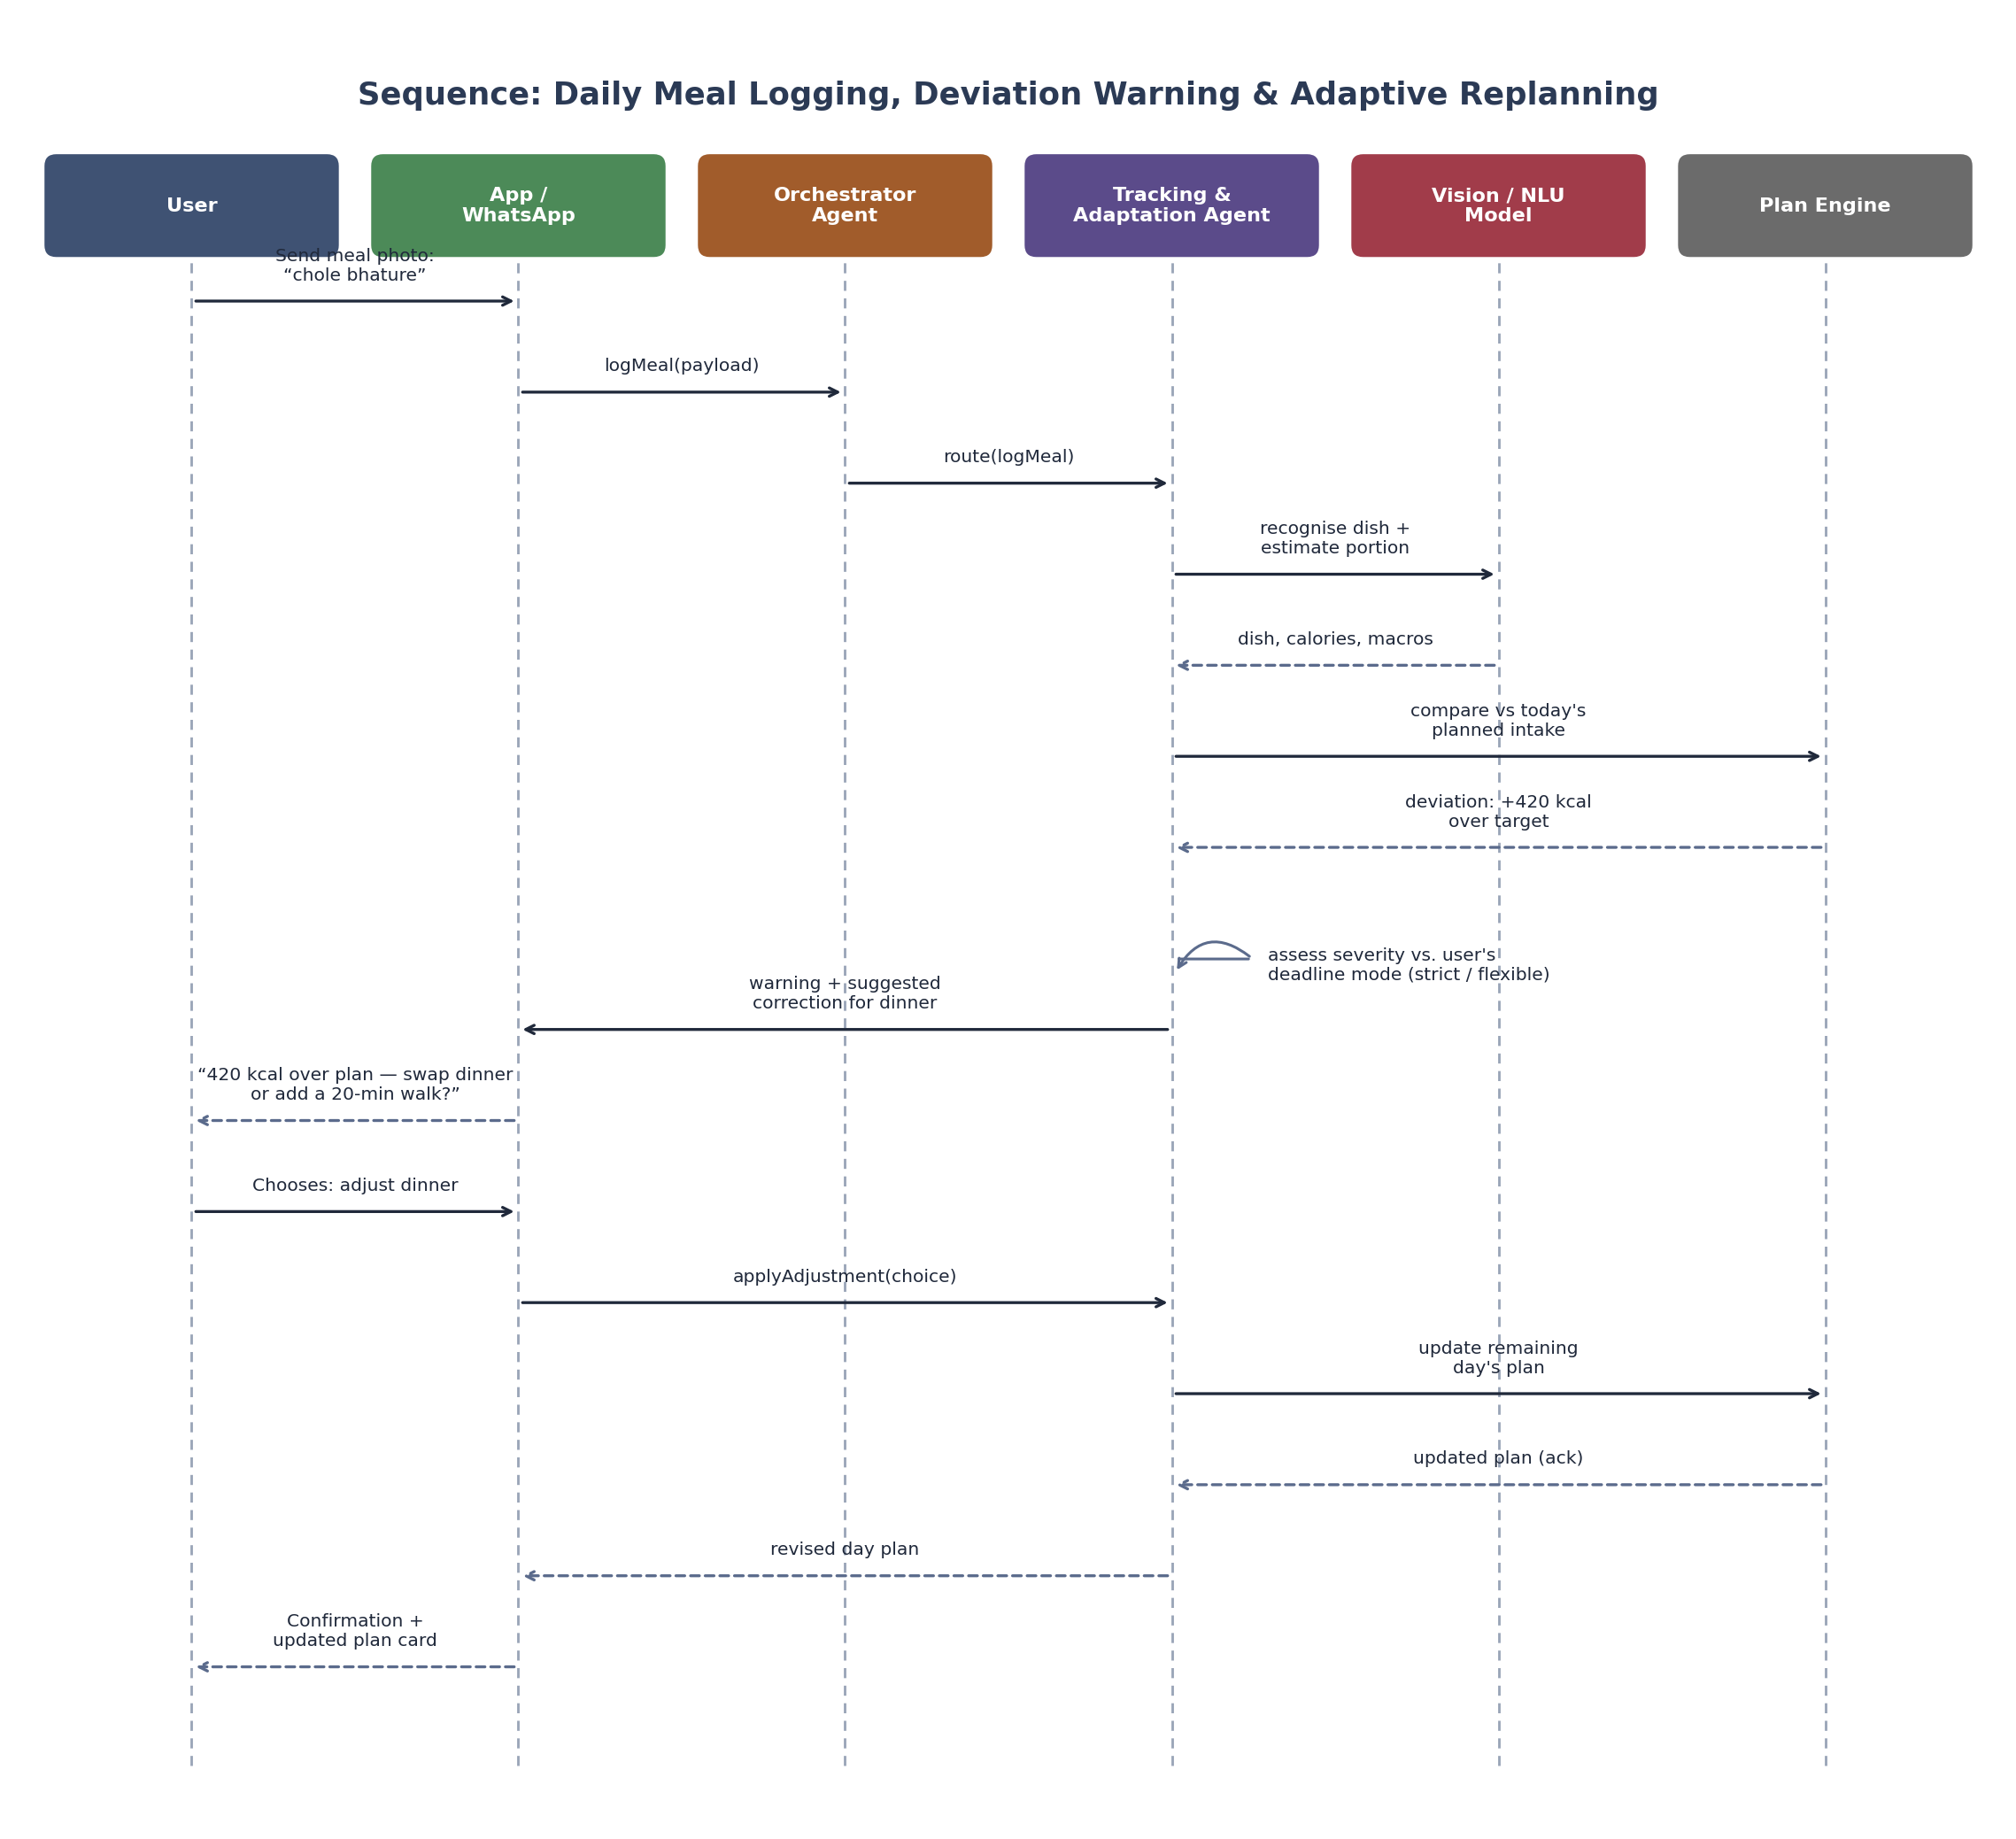 Sequence: Daily Meal Logging, Deviation Warning & Adaptive Replanning
User
App /
WhatsApp
Orchestrator
Agent
Tracking &
Adaptation Agent
Vision / NLU
Model
Plan Engine
Send meal photo:
“chole bhature”
logMeal(payload)
route(logMeal)
recognise dish +
estimate portion
dish, calories, macros
compare vs today's
planned intake
deviation: +420 kcal
over target
assess severity vs. user's
deadline mode (strict / flexible)
warning + suggested
correction for dinner
“420 kcal over plan — swap dinner
or add a 20-min walk?”
Chooses: adjust dinner
applyAdjustment(choice)
update remaining
day's plan
updated plan (ack)
revised day plan
Confirmation +
updated plan card